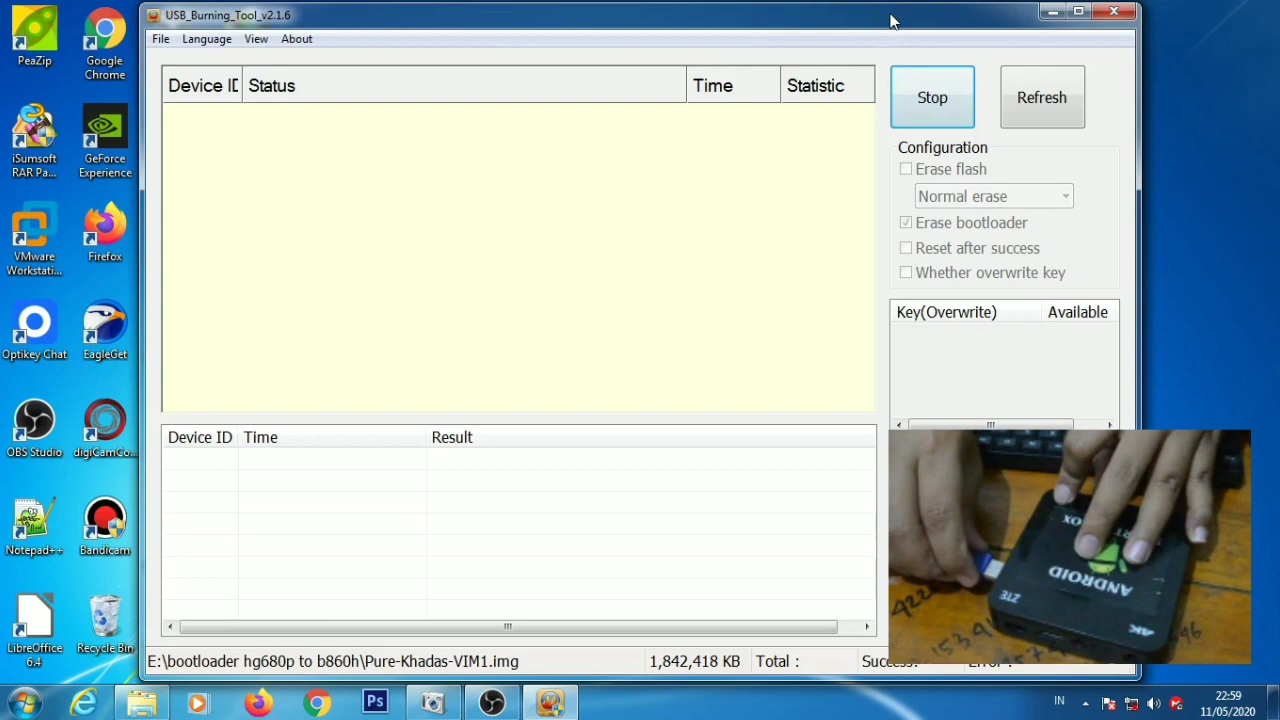 USB_Burning_Tool_v2.1.6
File Language View About
Device ID Status Time Statistic
Stop Refresh
Configuration
Erase flash
Normal erase
Erase bootloader
Reset after success
Whether overwrite key
Key(Overwrite) Available
Device ID Time Result
E:\bootloader hg680p to b860h\Pure-Khadas-VIM1.img 1,842,418 KB Total : Success: Error :
PeaZip
Google
Chrome
iSumsoft
RAR Pa...
GeForce
Experience
VMware
Workstati...
Firefox
Optikey Chat
EagleGet
OBS Studio
digiCamCo...
Notepad++
Bandicam
LibreOffice
6.4
Recycle Bin
ANDROID
ZTE
4K
Ps
IN
22:59
11/05/2020